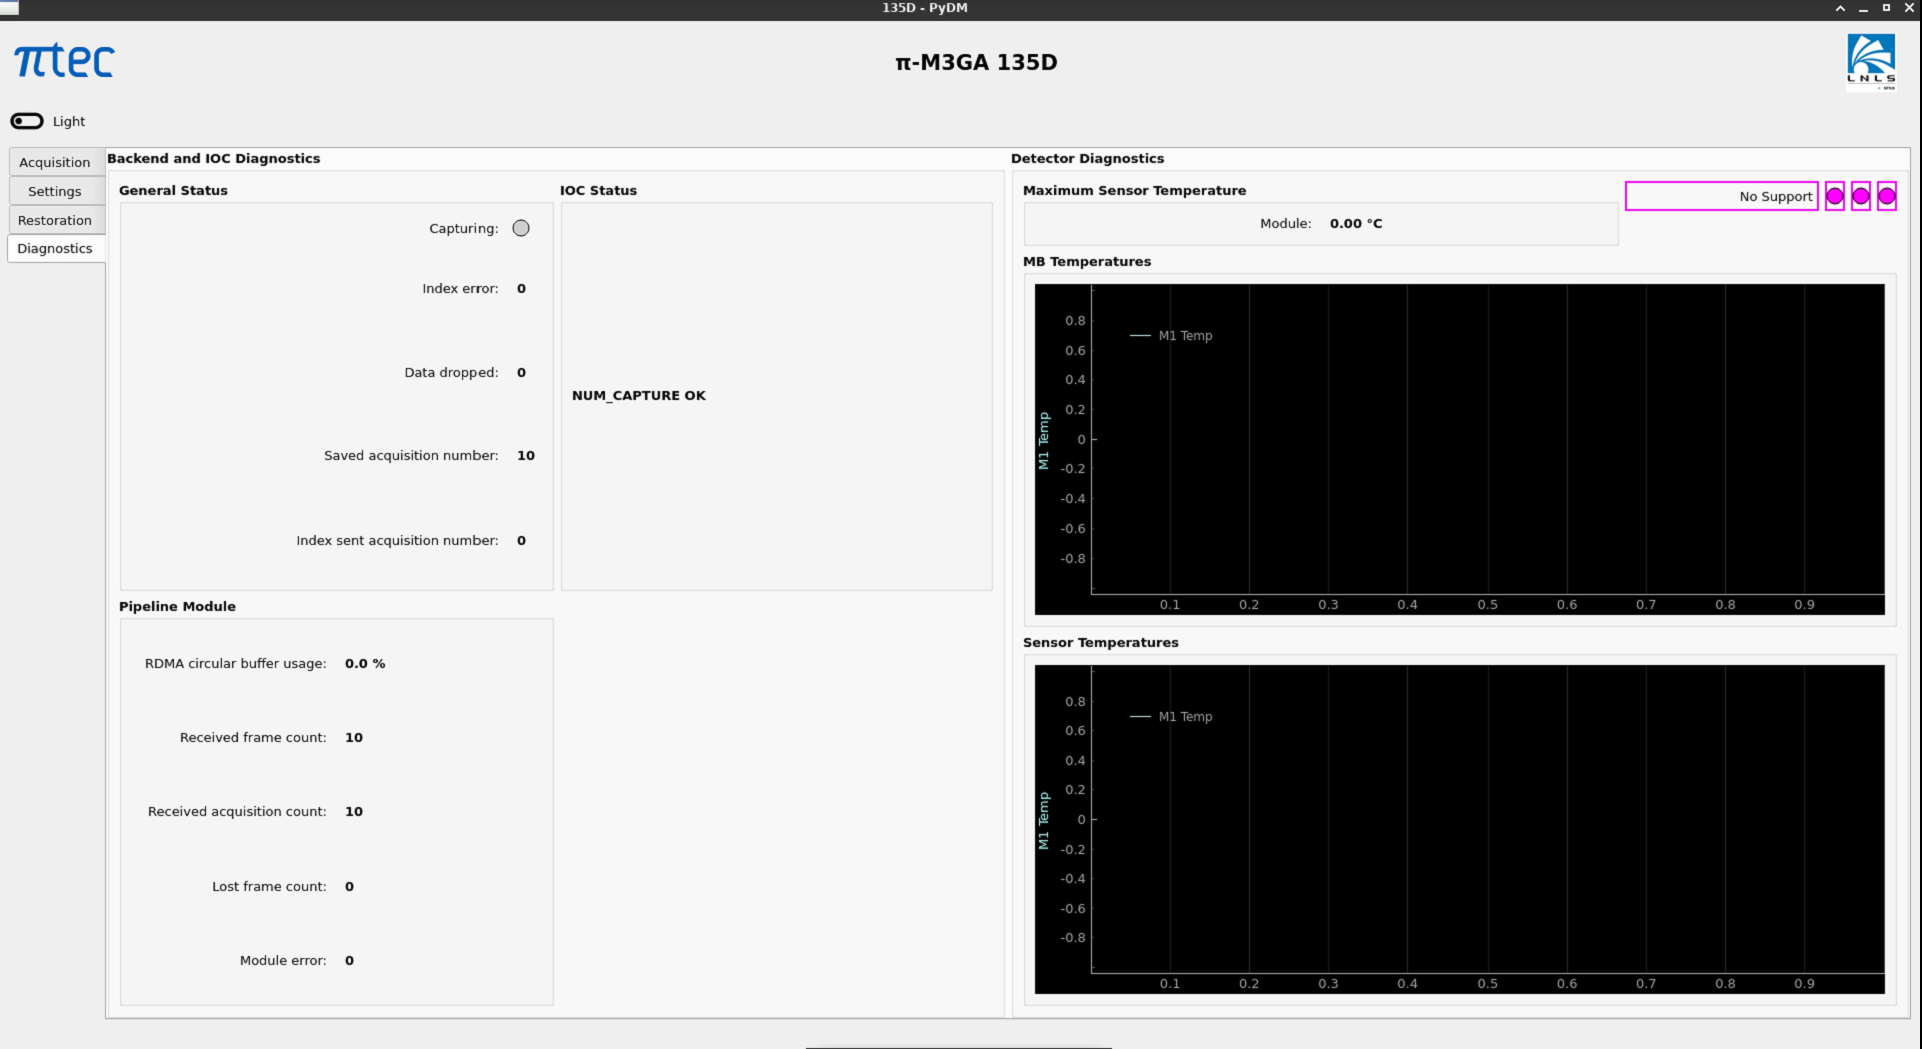 135D - PyDM
πtec
π-M3GA 135D
LNLS
Light
Acquisition
Settings
Restoration
Diagnostics
Backend and IOC Diagnostics
General Status
Capturing:
Index error: 0
Data dropped: 0
Saved acquisition number: 10
Index sent acquisition number: 0
IOC Status
NUM_CAPTURE OK
Pipeline Module
RDMA circular buffer usage: 0.0 %
Received frame count: 10
Received acquisition count: 10
Lost frame count: 0
Module error: 0
Detector Diagnostics
Maximum Sensor Temperature
No Support
Module: 0.00 °C
MB Temperatures
M1 Temp
M1 Temp
0.8
0.6
0.4
0.2
0
-0.2
-0.4
-0.6
-0.8
0.1 0.2 0.3 0.4 0.5 0.6 0.7 0.8 0.9
Sensor Temperatures
M1 Temp
M1 Temp
0.8
0.6
0.4
0.2
0
-0.2
-0.4
-0.6
-0.8
0.1 0.2 0.3 0.4 0.5 0.6 0.7 0.8 0.9